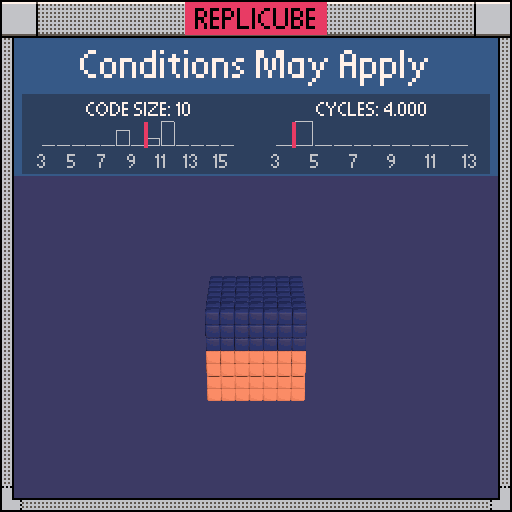 REPLICUBE
Conditions May Apply
CODE SIZE: 10 CYCLES: 4.000
3 5 7 9 11 13 15 3 5 7 9 11 13